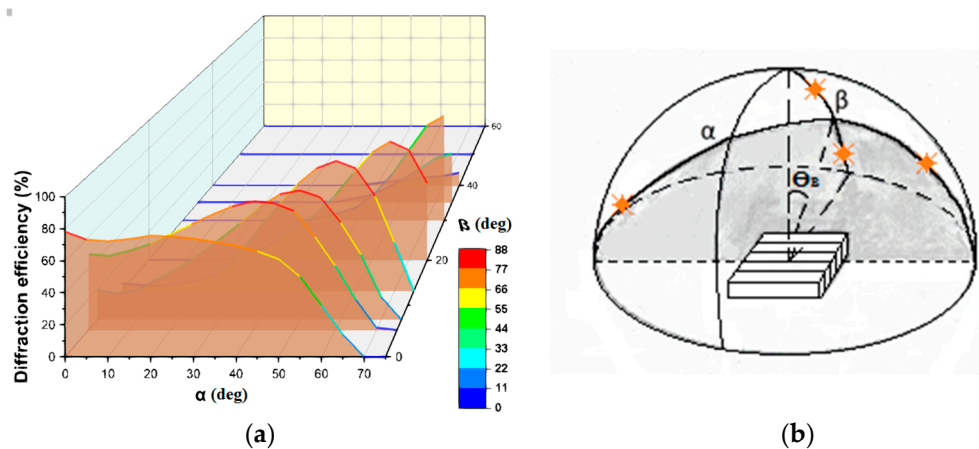 Diffraction efficiency (%)
100
80
60
40
20
0
0 10 20 30 40 50 60 70
α (deg)
60
40
20
0
β (deg)
88
77
66
55
44
33
22
11
0
(a)
α
β
ΘB
(b)